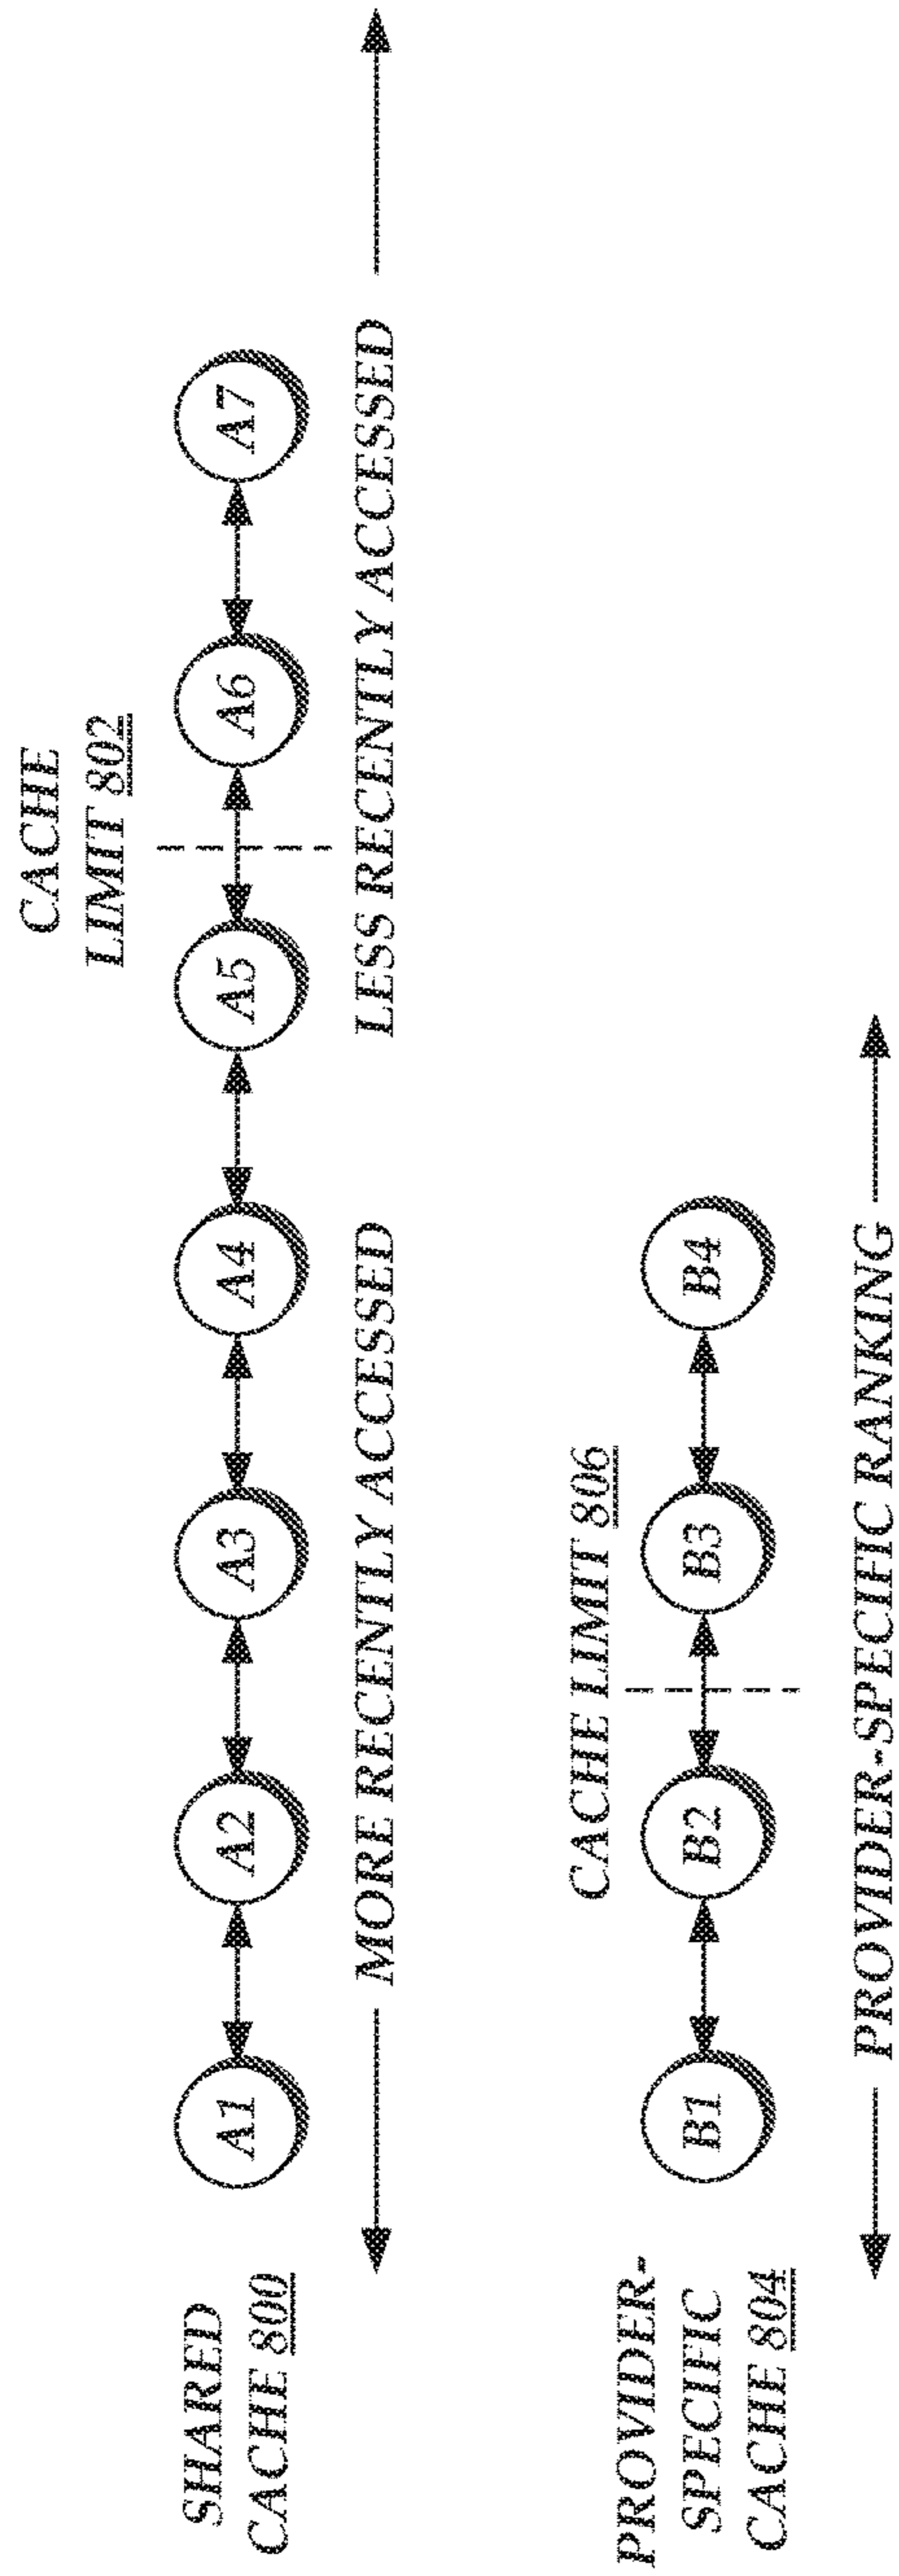 CACHE
LIMIT 802
SHARED
CACHE 800
A1
A2
A3
A4
A5
A6
A7
MORE RECENTLY ACCESSED
LESS RECENTLY ACCESSED
CACHE LIMIT 806
PROVIDER-
SPECIFIC
CACHE 804
B1
B2
B3
B4
PROVIDER-SPECIFIC RANKING